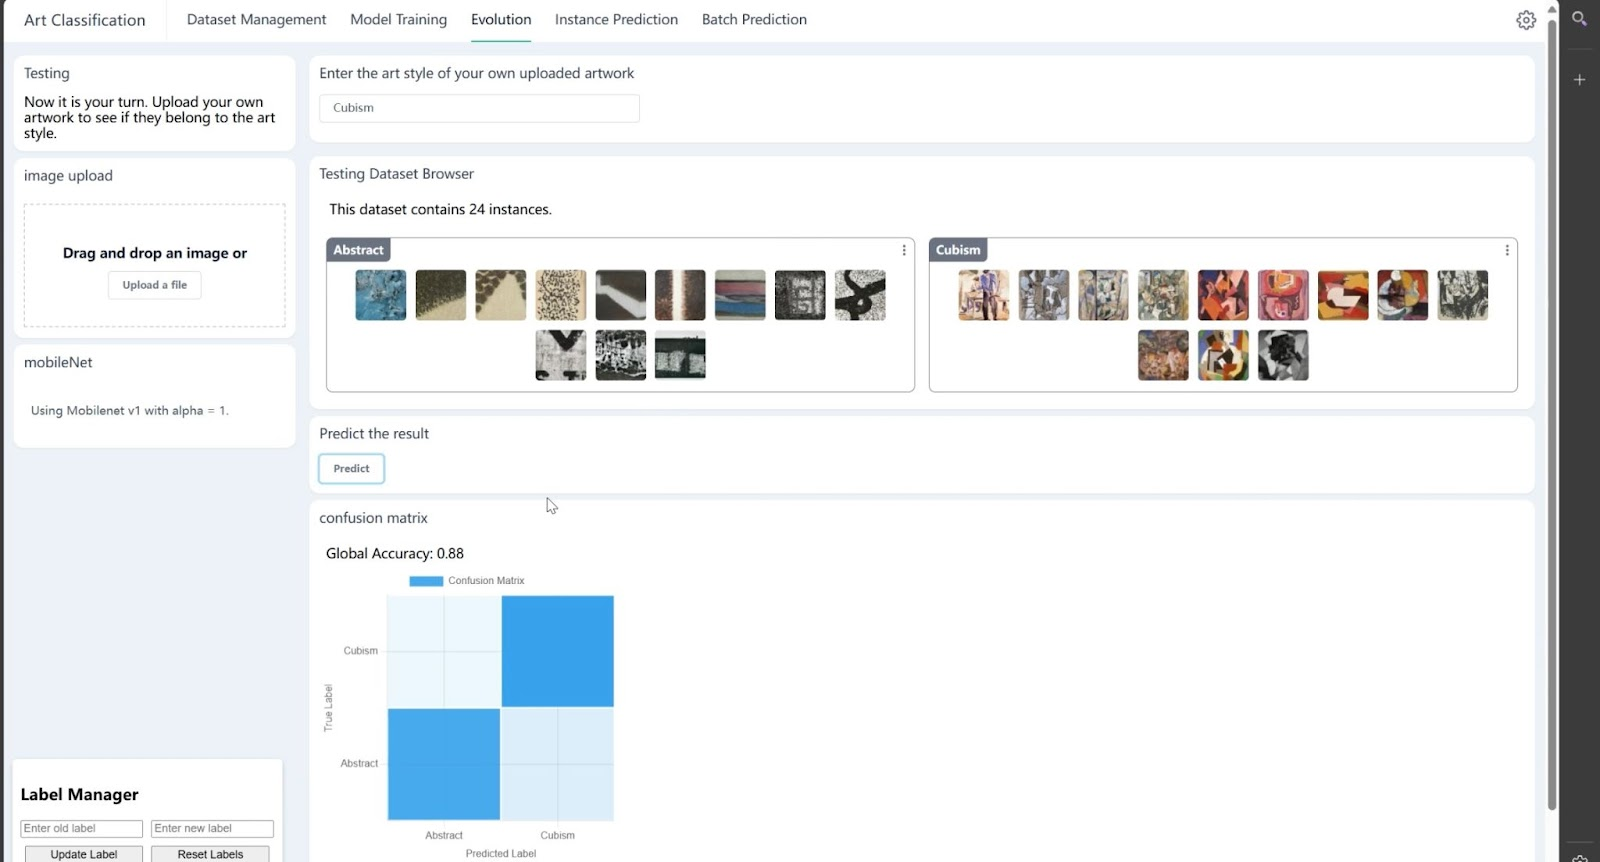 Art Classification
Dataset Management
Model Training
Evolution
Instance Prediction
Batch Prediction
Testing
Now it is your turn. Upload your own
artwork to see if they belong to the art
style.
image upload
Drag and drop an image or
Upload a file
mobileNet
Using Mobilenet v1 with alpha = 1.
Label Manager
Enter old label
Enter new label
Update Label
Reset Labels
Enter the art style of your own uploaded artwork
Cubism
Testing Dataset Browser
This dataset contains 24 instances.
Abstract
Cubism
Predict the result
Predict
confusion matrix
Global Accuracy: 0.88
Confusion Matrix
True Label
Cubism
Abstract
Abstract
Cubism
Predicted Label